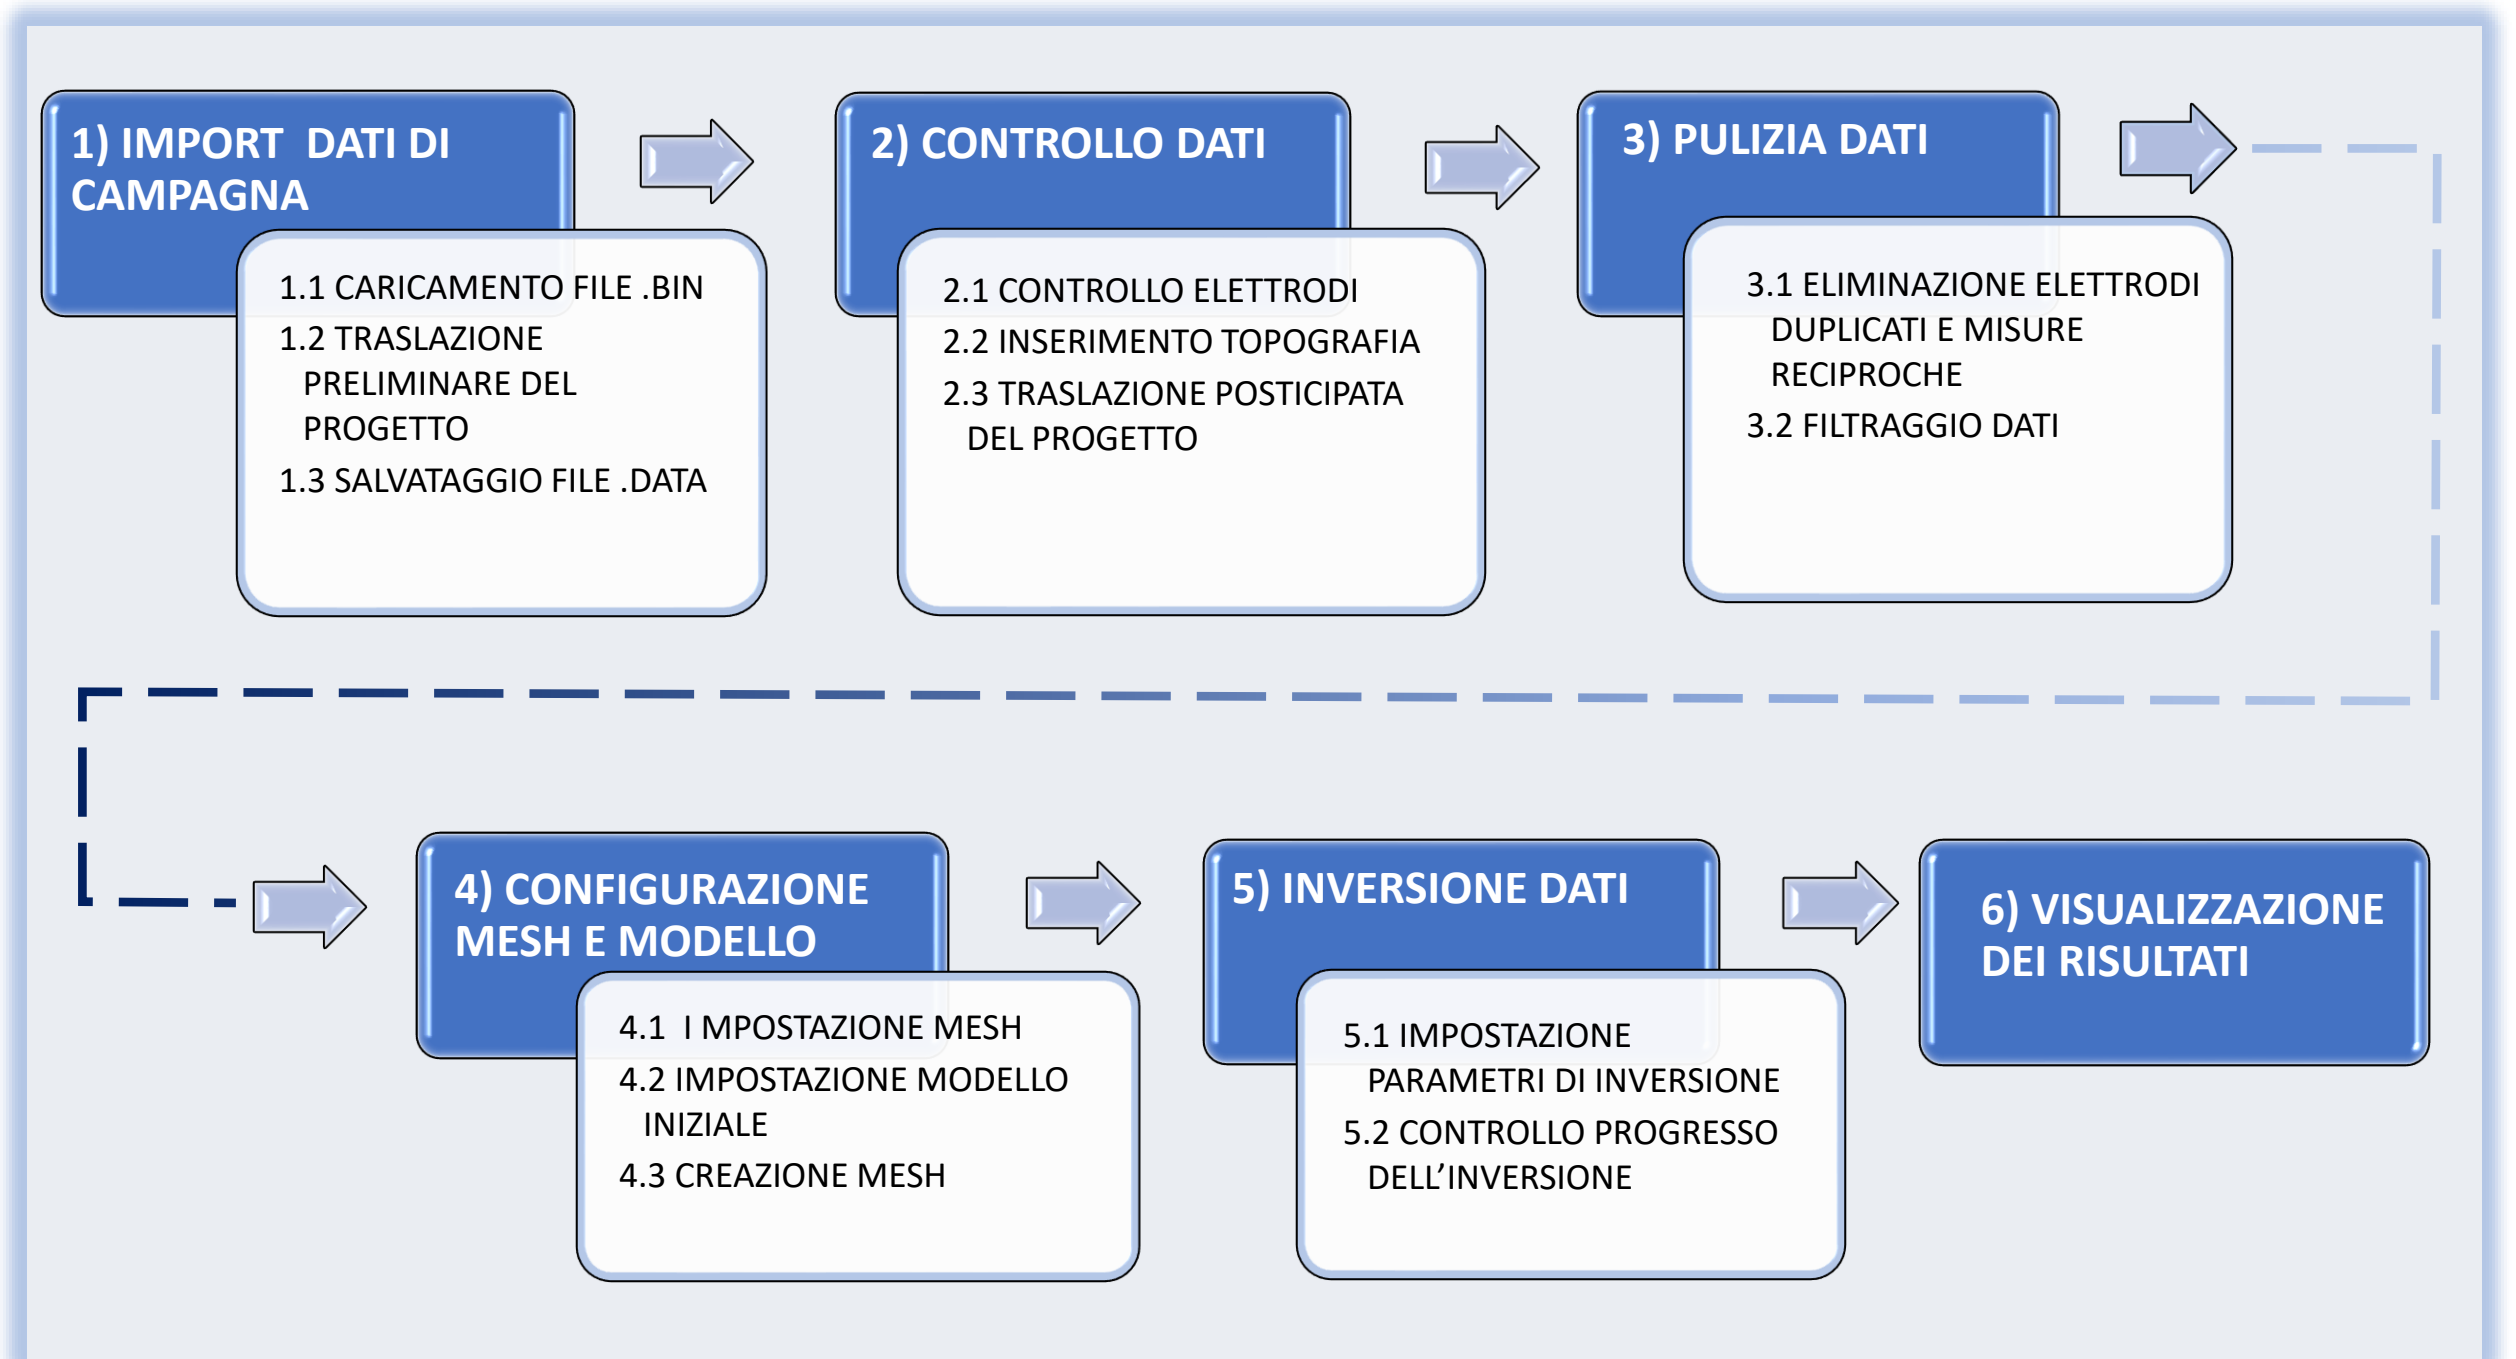 1) IMPORT DATI DI
CAMPAGNA
1.1 CARICAMENTO FILE .BIN
1.2 TRASLAZIONE
PRELIMINARE DEL
PROGETTO
1.3 SALVATAGGIO FILE .DATA
2) CONTROLLO DATI
2.1 CONTROLLO ELETTRODI
2.2 INSERIMENTO TOPOGRAFIA
2.3 TRASLAZIONE POSTICIPATA
DEL PROGETTO
3) PULIZIA DATI
3.1 ELIMINAZIONE ELETTRODI
DUPLICATI E MISURE
RECIPROCHE
3.2 FILTRAGGIO DATI
4) CONFIGURAZIONE
MESH E MODELLO
4.1 I MPOSTAZIONE MESH
4.2 IMPOSTAZIONE MODELLO
INIZIALE
4.3 CREAZIONE MESH
5) INVERSIONE DATI
5.1 IMPOSTAZIONE
PARAMETRI DI INVERSIONE
5.2 CONTROLLO PROGRESSO
DELL’INVERSIONE
6) VISUALIZZAZIONE
DEI RISULTATI